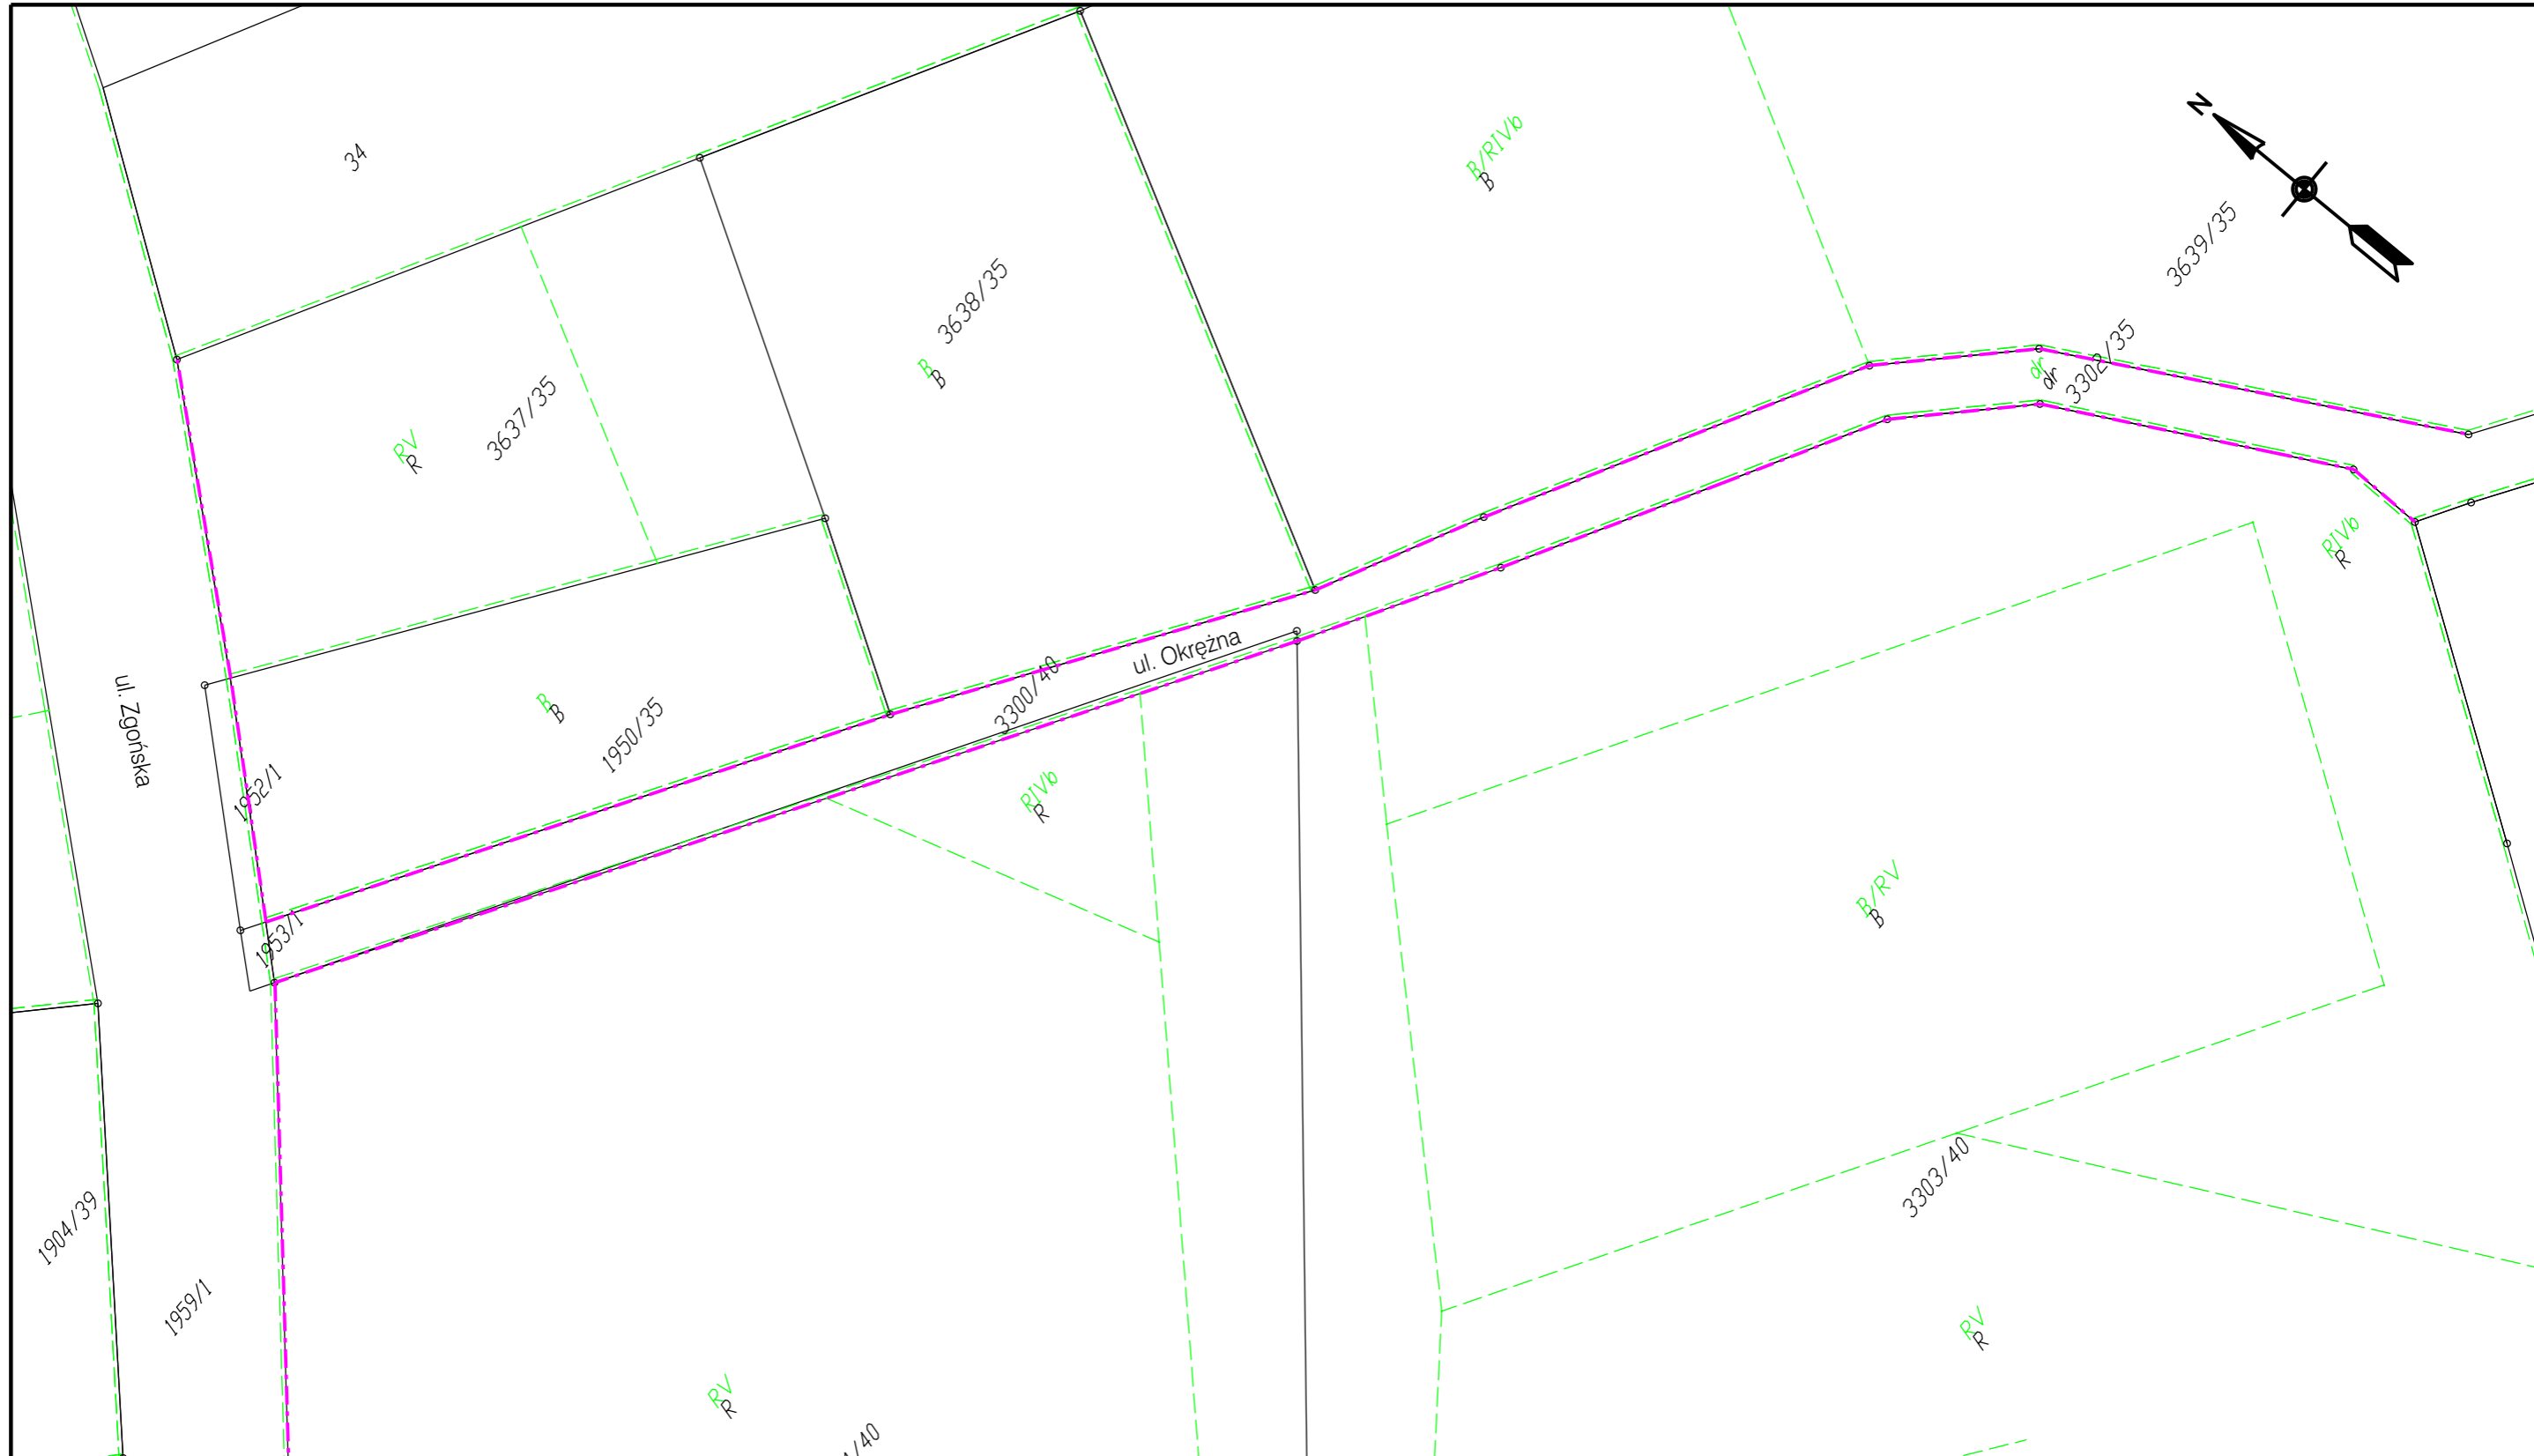 34
B/RIVb
B
N
3639/35
3638/35
B
B
3637/35
RV
R
dr
dr
3302/35
RIVb
R
ul. Okrężna
3300/40
ul. Zgońska
B
B
1950/35
1952/1
RIVb
R
B/RV
B
1953/1
3303/40
1904/39
1959/1
RV
R
RV
R
/40